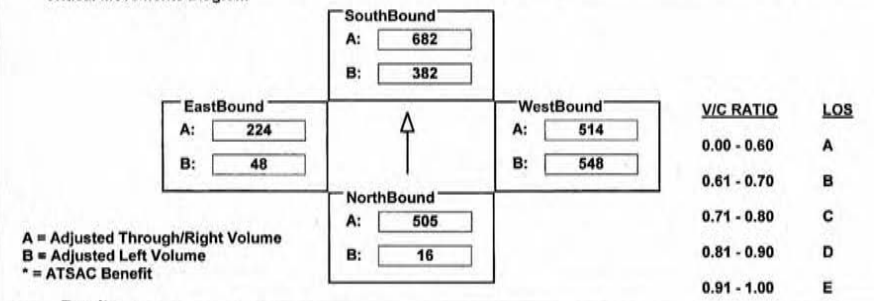 SouthBound
A: 682
B: 382
EastBound
A: 224
B: 48
WestBound
A: 514
B: 548
NorthBound
A: 505
B: 16
A = Adjusted Through/Right Volume
B = Adjusted Left Volume
* = ATSAC Benefit
V/C RATIO LOS
0.00 - 0.60 A
0.61 - 0.70 B
0.71 - 0.80 C
0.81 - 0.90 D
0.91 - 1.00 E